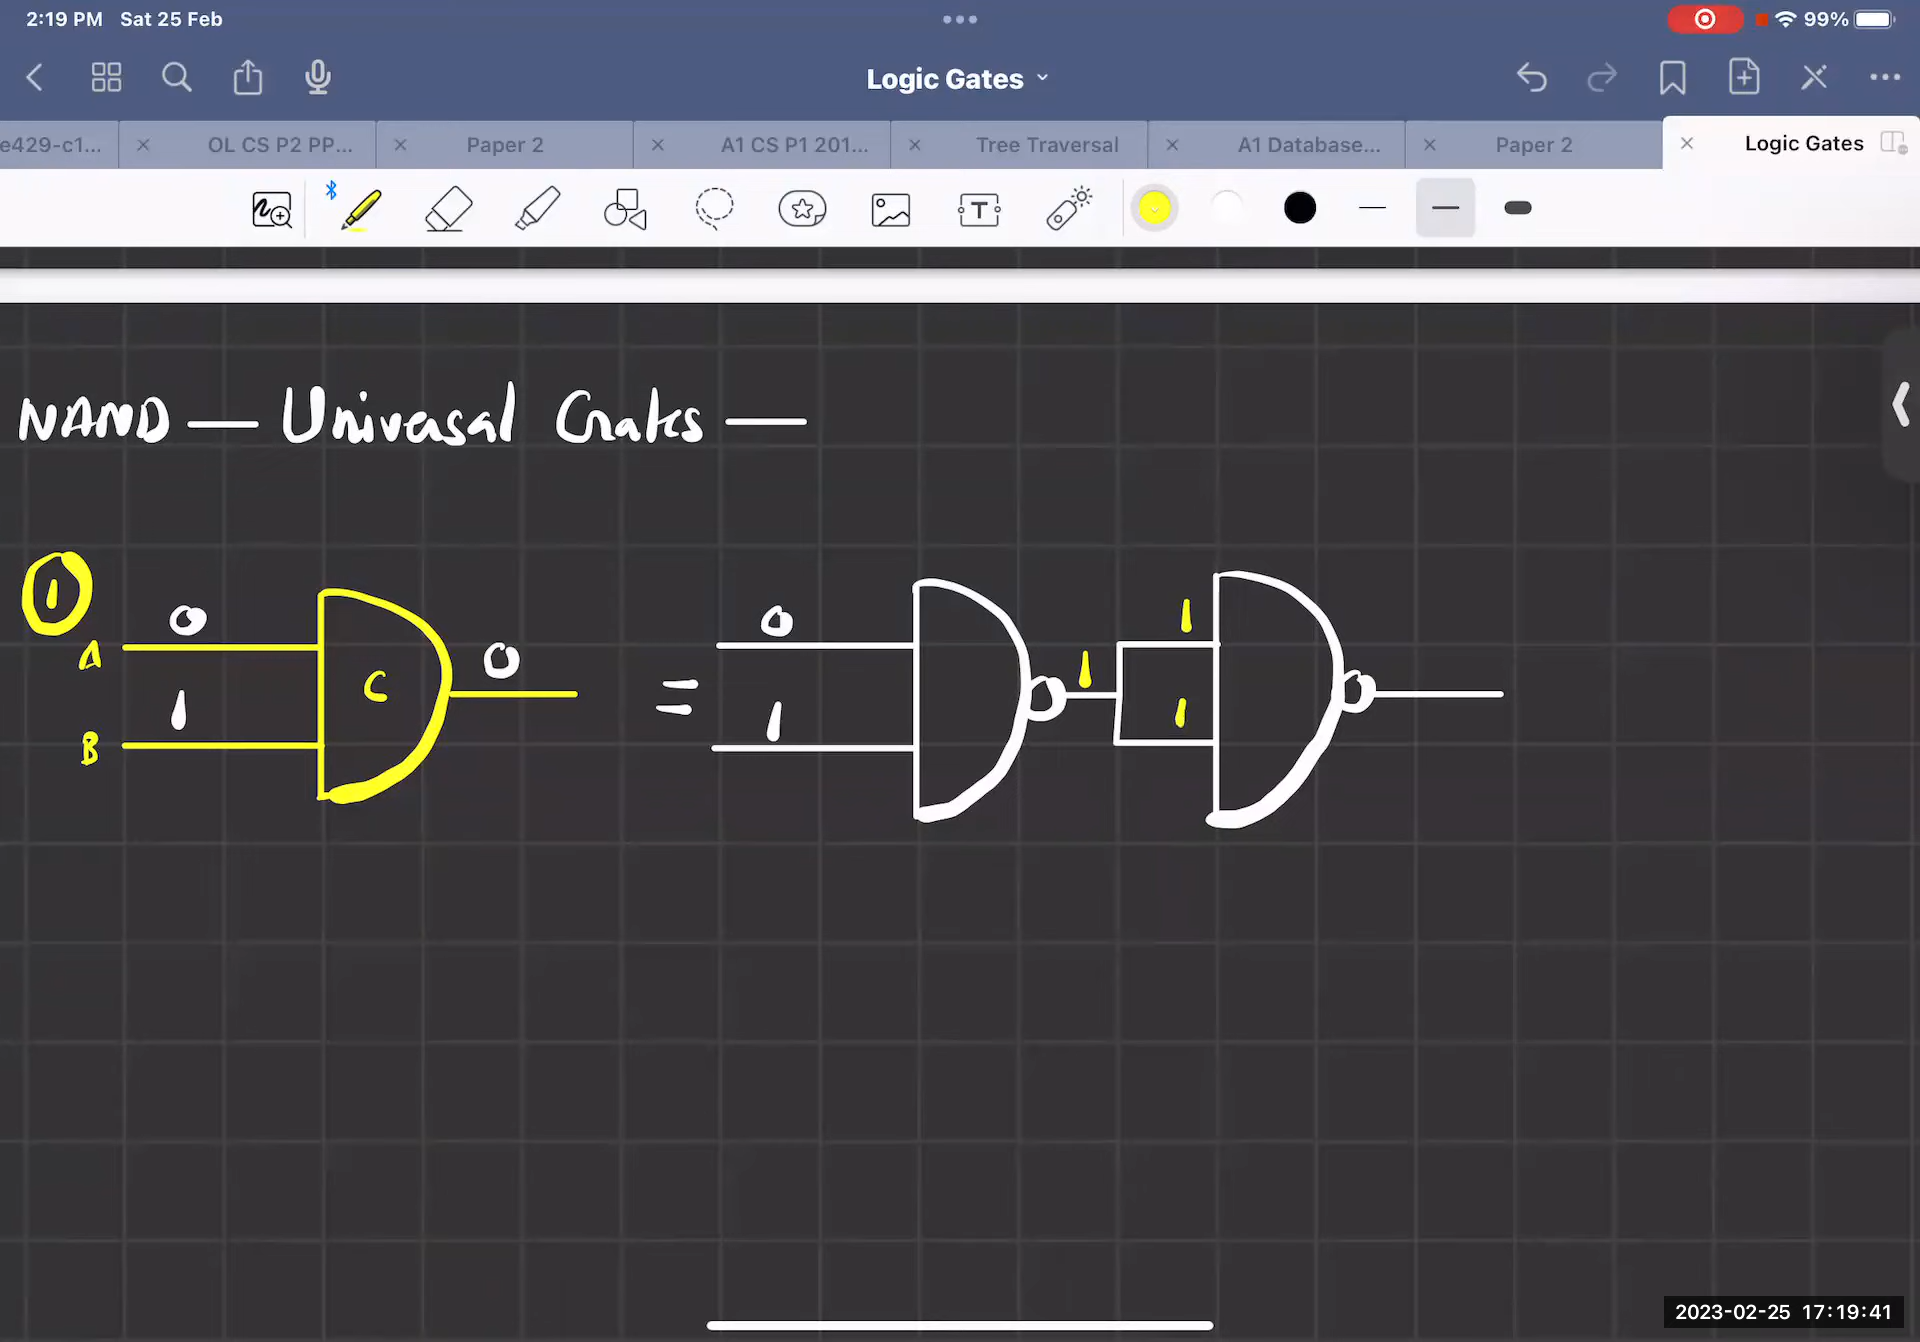 2:19 PM Sat 25 Feb
99%
Logic Gates
e429-c1...
OL CS P2 PP...
Paper 2
A1 CS P1 201...
Tree Traversal
A1 Database...
Paper 2
Logic Gates
NAND — Universal Gates —
1
A 0
B 1
C
0
=
0
1
1
1
1
2023-02-25 17:19:41